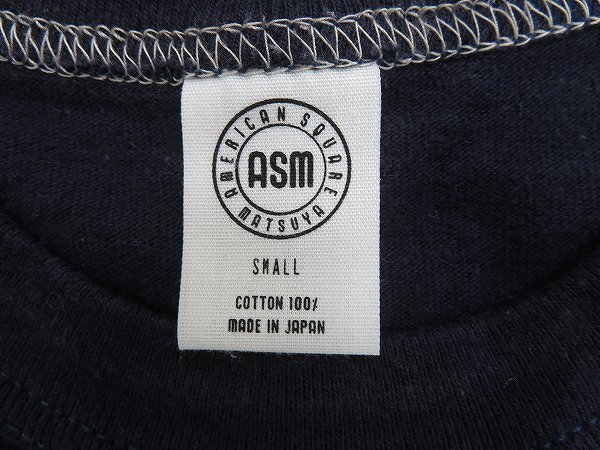 AMERICAN SQUARE
ASM
MATSUYA
SMALL
COTTON 100%
MADE IN JAPAN